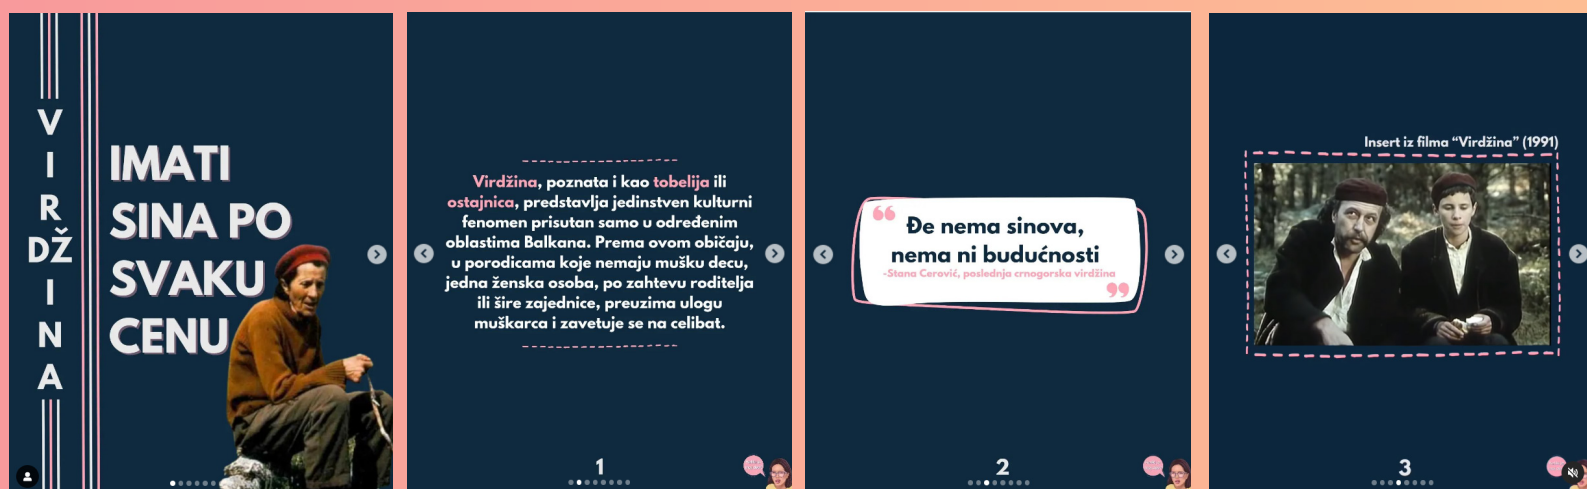 VIRDŽINA
IMATI
SINA PO
SVAKU
CENU
Virdžina, poznata i kao tobelija ili
ostajnica, predstavlja jedinstven kulturni
fenomen prisutan samo u određenim
oblastima Balkana. Prema ovom običaju,
u porodicama koje nemaju mušku decu,
jedna ženska osoba, po zahtevu roditelja
ili šire zajednice, preuzima ulogu
muškarca i zavetuje se na celibat.
1
“
Đe nema sinova,
nema ni budućnosti
-Stana Cerović, poslednja crnogorska virdžina
”
2
Insert iz filma “Virdžina” (1991)
3